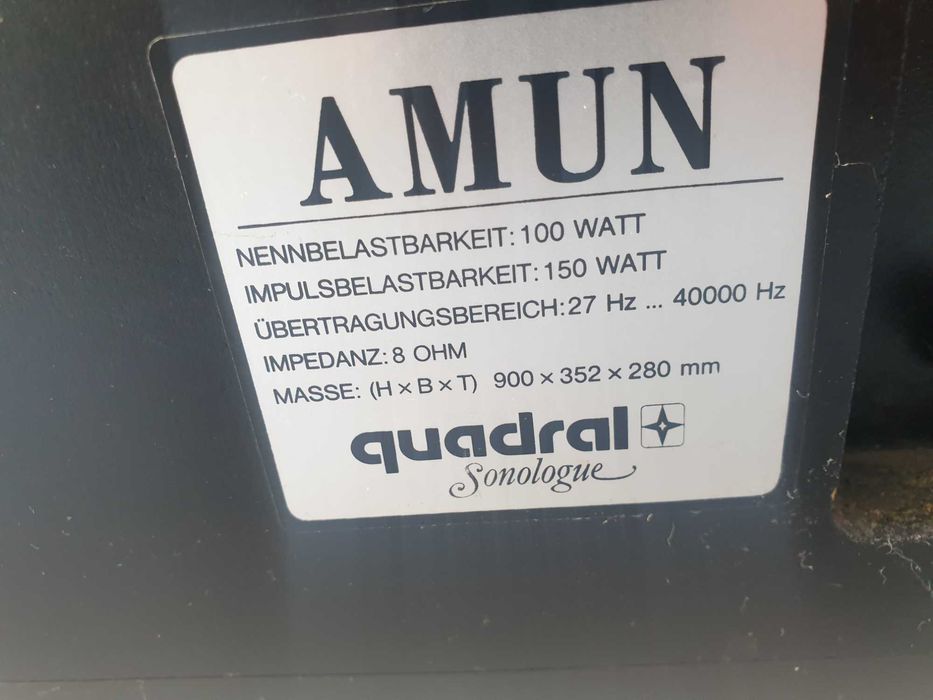 AMUN
NENNBELASTBARKEIT: 100 WATT
IMPULSBELASTBARKEIT: 150 WATT
ÜBERTRAGUNGSBEREICH: 27 Hz ... 40000 Hz
IMPEDANZ: 8 OHM
MASSE: (H × B × T) 900 × 352 × 280 mm
quadral
Sonologue